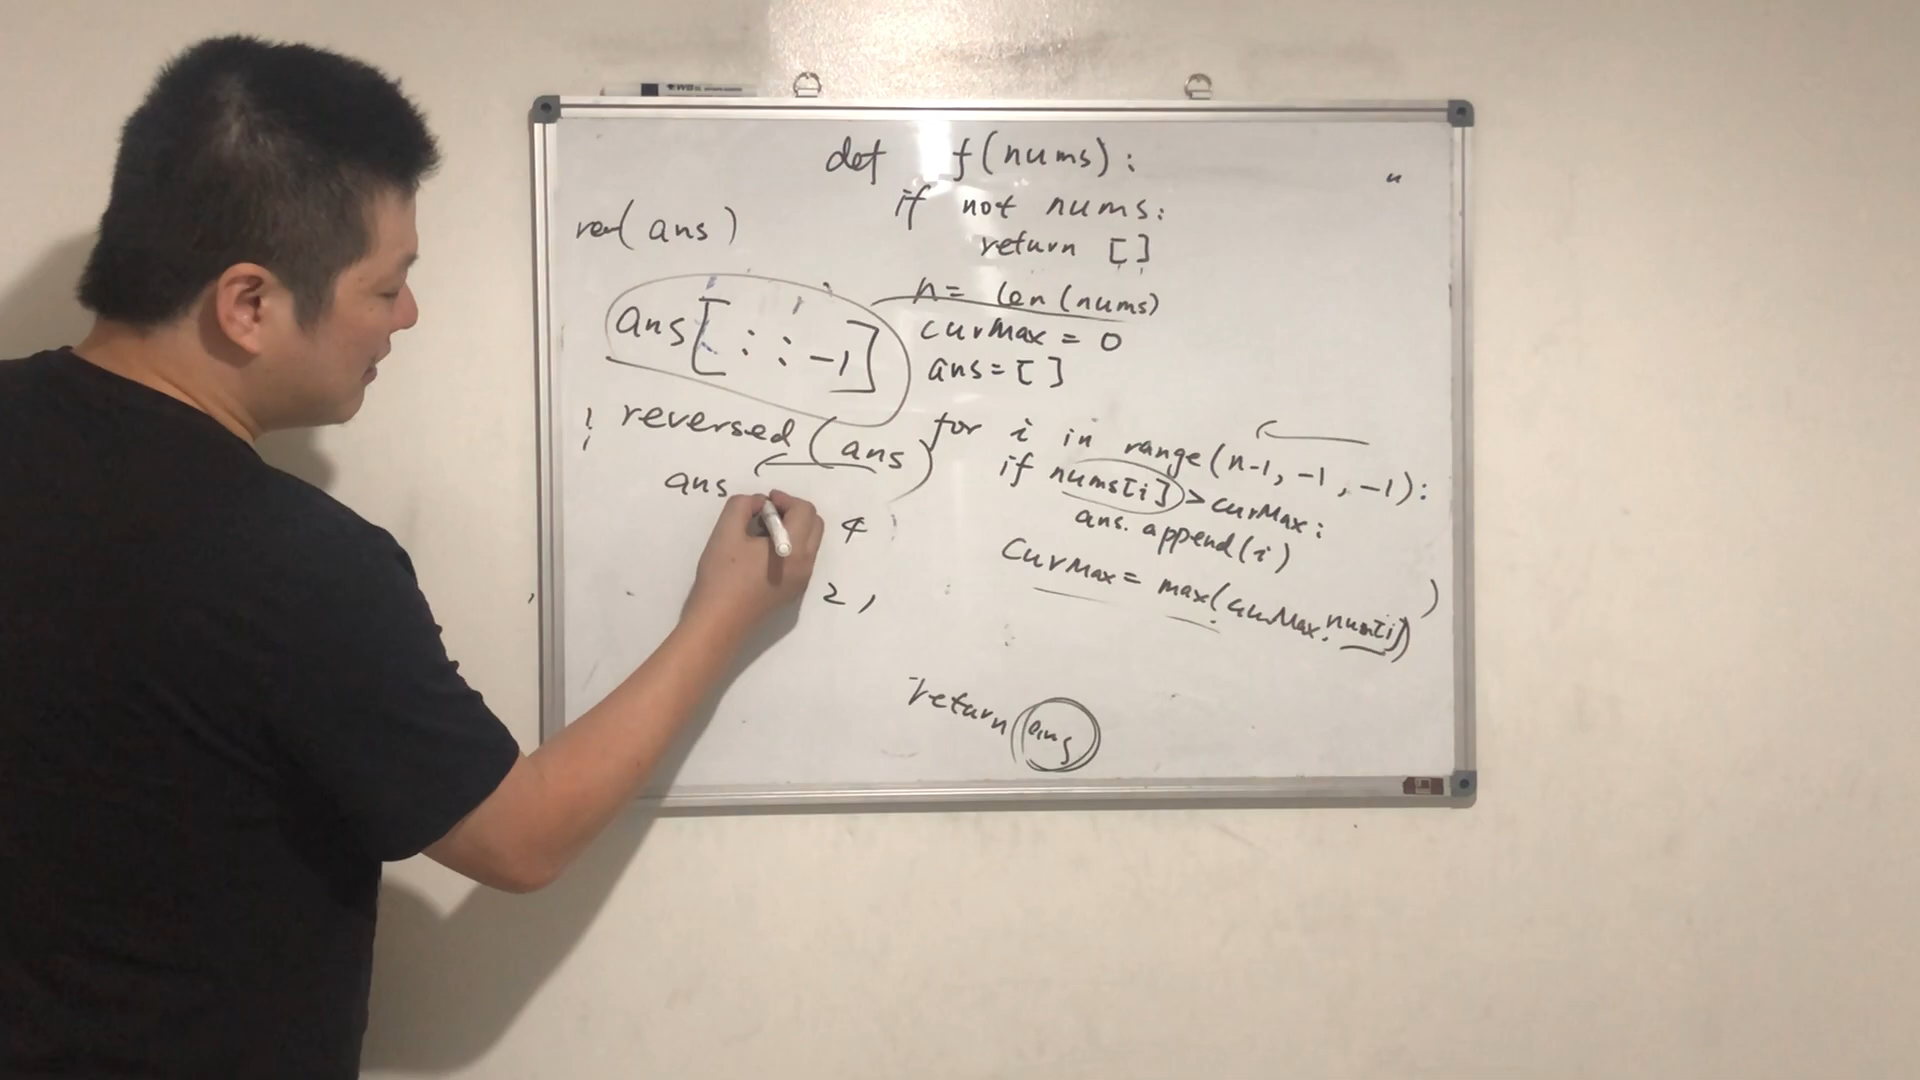 def f(nums):
if not nums:
return []
n = len(nums)
curMax = 0
ans = []
for i in range(n-1, -1, -1):
if nums[i] > curMax:
ans.append(i)
curMax = max(curMax, nums[i])
)
return ans
rev(ans)
ans[::-1]
reversed(ans)
ans
4
2,